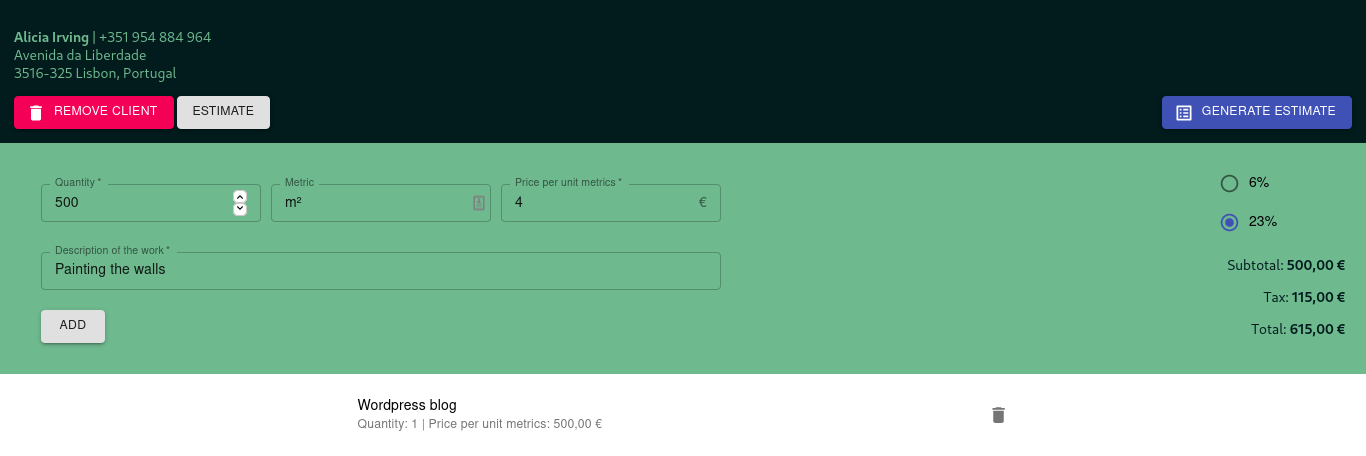 Alicia Irving | +351 954 884 964
Avenida da Liberdade
3516-325 Lisbon, Portugal
REMOVE CLIENT ESTIMATE GENERATE ESTIMATE
Quantity * Metric Price per unit metrics *
500 m² 4 €
Description of the work *
Painting the walls
ADD
6%
23%
Subtotal: 500,00 €
Tax: 115,00 €
Total: 615,00 €
Wordpress blog
Quantity: 1 | Price per unit metrics: 500,00 €